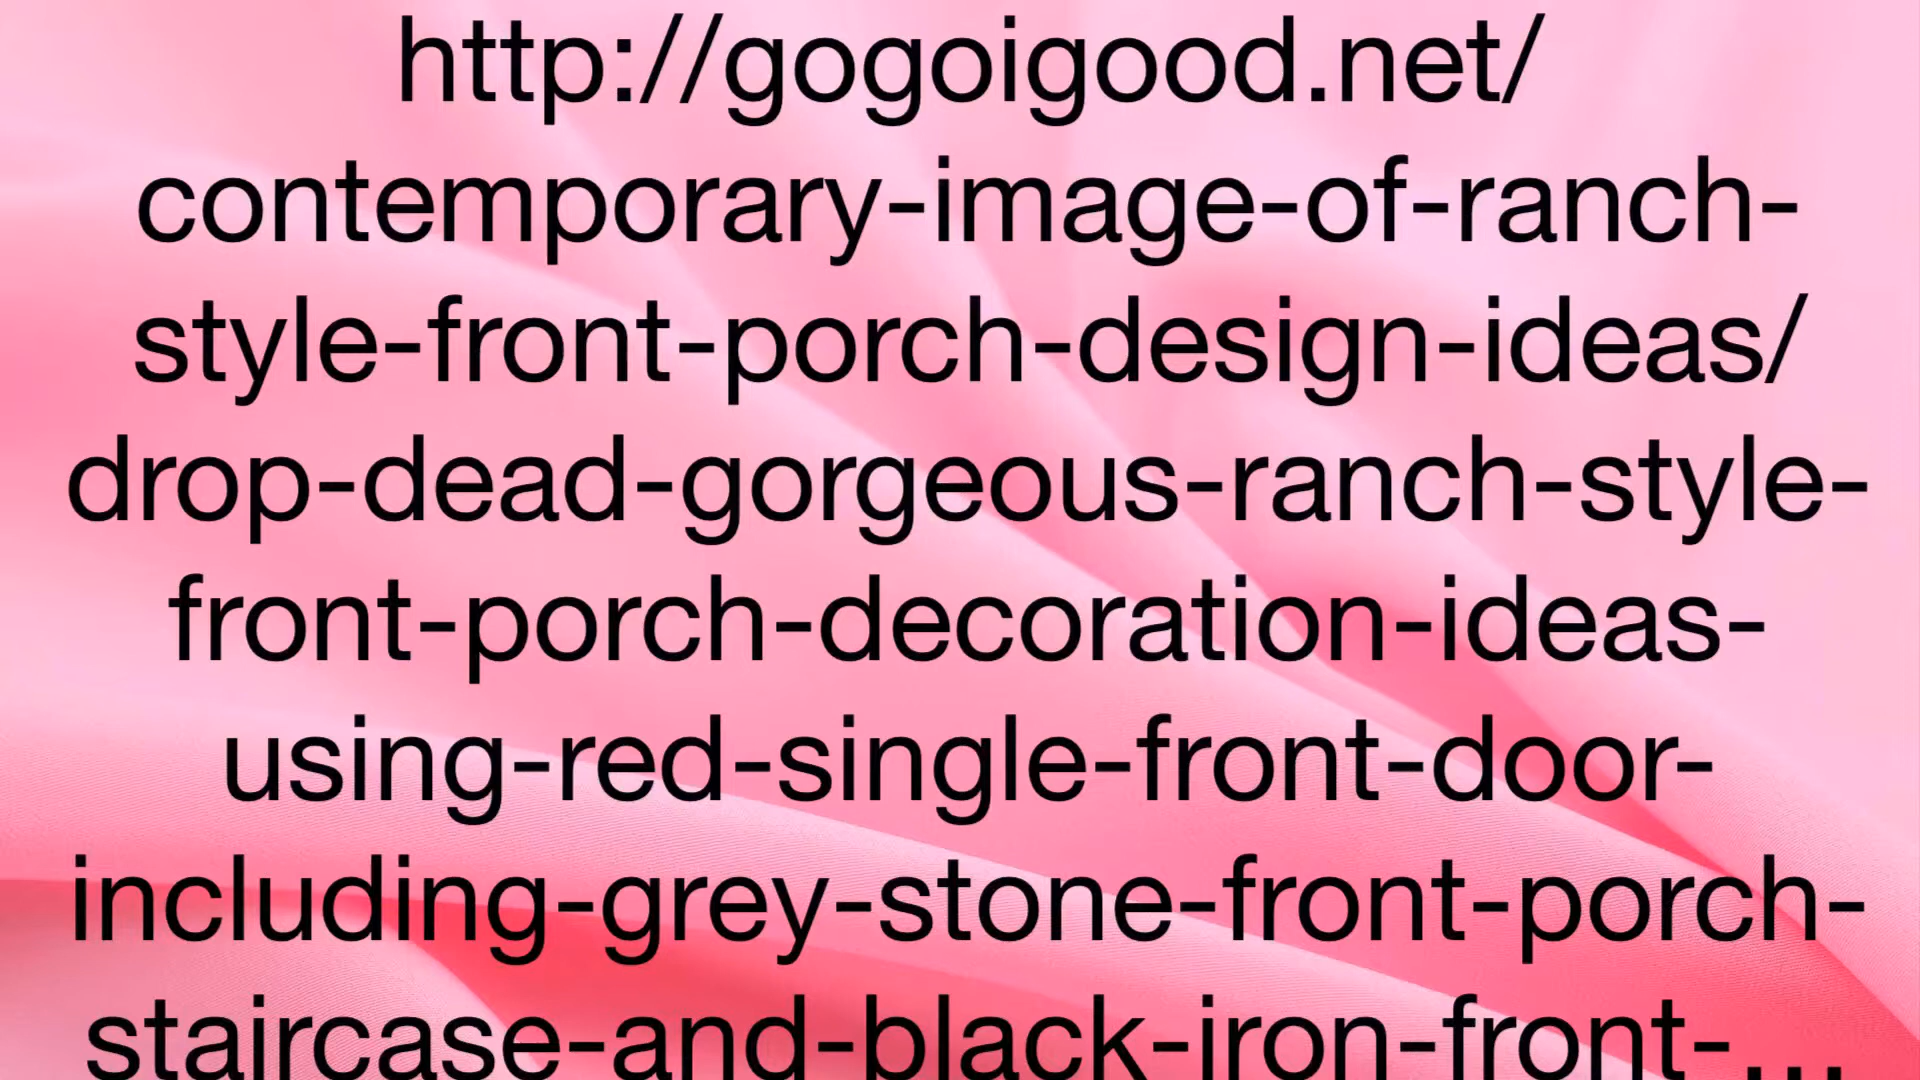 http://gogoigood.net/
contemporary-image-of-ranch-
style-front-porch-design-ideas/
drop-dead-gorgeous-ranch-style-
front-porch-decoration-ideas-
using-red-single-front-door-
including-grey-stone-front-porch-
staircase-and-black-iron-front-...